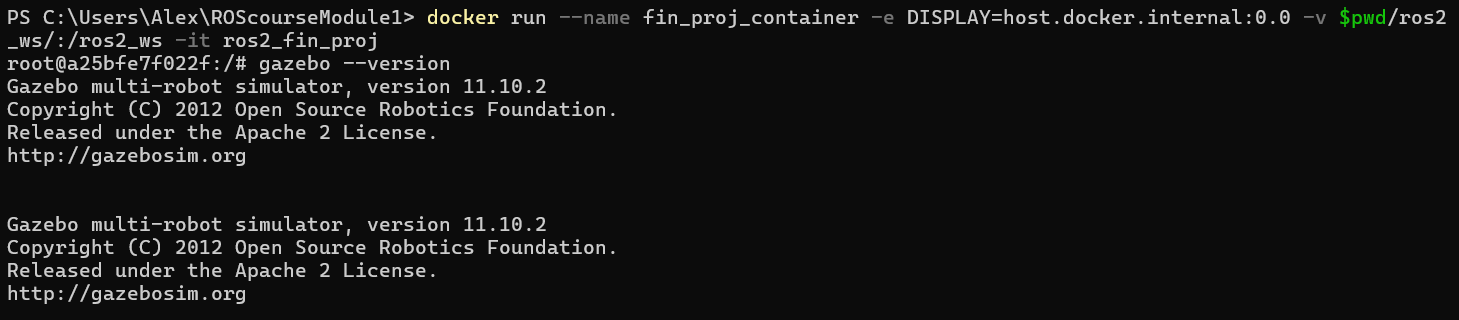 PS C:\Users\Alex\ROScourseModule1> docker run --name fin_proj_container -e DISPLAY=host.docker.internal:0.0 -v $pwd/ros2
_ws/:/ros2_ws -it ros2_fin_proj
root@a25bfe7f022f:/# gazebo --version
Gazebo multi-robot simulator, version 11.10.2
Copyright (C) 2012 Open Source Robotics Foundation.
Released under the Apache 2 License.
http://gazebosim.org
Gazebo multi-robot simulator, version 11.10.2
Copyright (C) 2012 Open Source Robotics Foundation.
Released under the Apache 2 License.
http://gazebosim.org